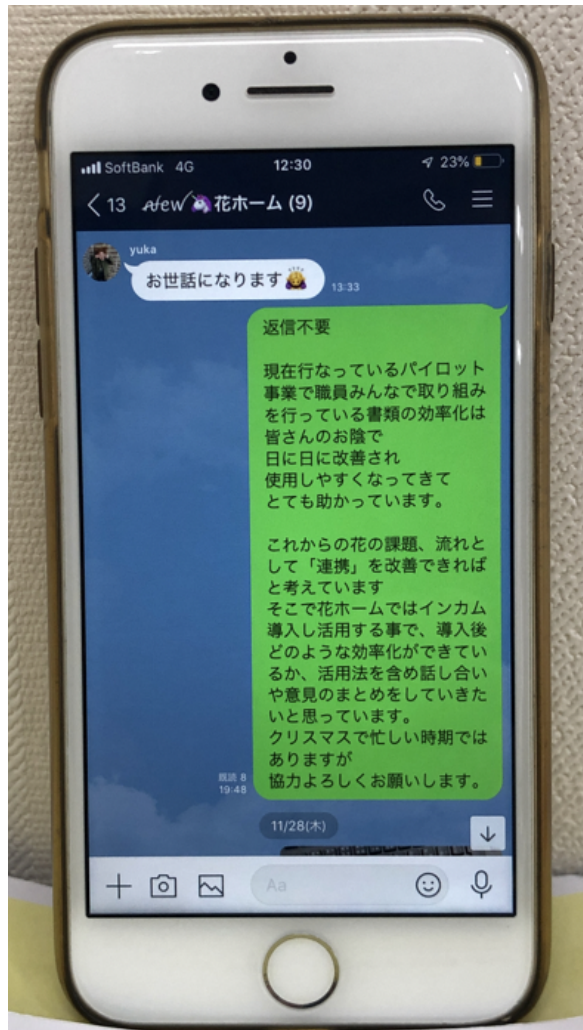 SoftBank 4G 12:30 23%
13 Afew🦄花ホーム (9)
yuka
お世話になります🙇‍♀️
13:33
返信不要
現在行なっているパイロット
事業で職員みんなで取り組み
を行っている書類の効率化は
皆さんのお陰で
日に日に改善され
使用しやすくなってきて
とても助かっています。
これからの花の課題、流れと
して「連携」を改善できれば
と考えています
そこで花ホームではインカム
導入し活用する事で、導入後
どのような効率化ができてい
るか、活用法を含め話し合い
や意見のまとめをしていきた
いと思っています。
クリスマスで忙しい時期では
ありますが
協力よろしくお願いします。
既読 8
19:48
11/28(木)
Aa